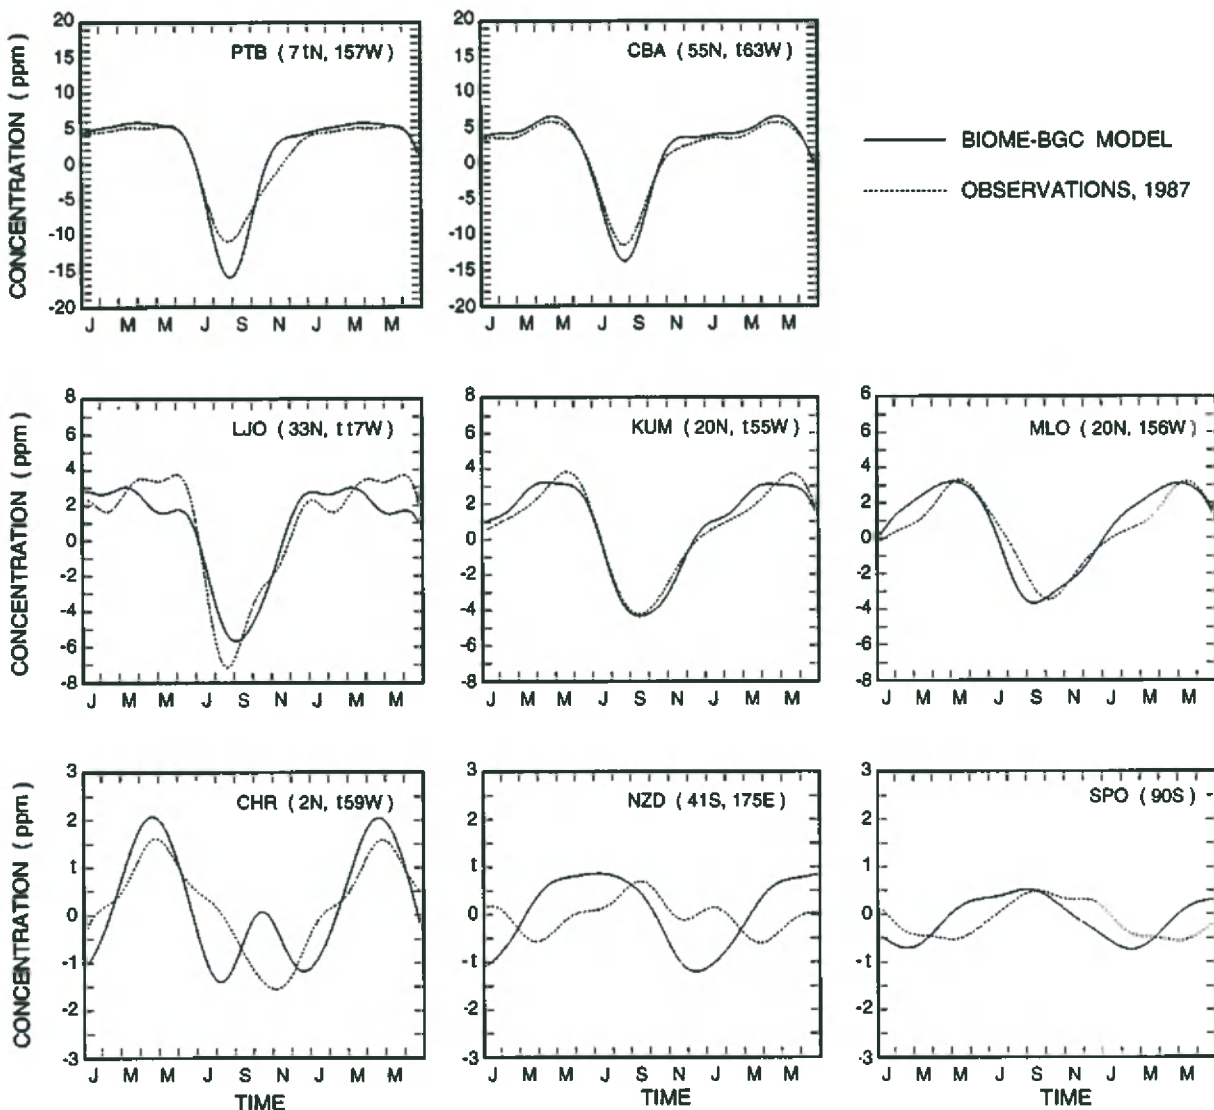 CONCENTRATION ( ppm )
20
15
10
5
0
-5
-10
-15
-20
PTB ( 7tN, 157W)
J M M J S N J M M
20
15
10
5
0
-5
-10
-15
-20
CBA (55N, t63W)
J M M J S N J M M
BIOME-BGC MODEL
OBSERVATIONS, 1987
CONCENTRATION ( ppm )
8
6
4
2
0
-2
-4
-6
-8
LJO (33N, tt7W)
J M M J S N J M M
8
6
4
2
0
-2
-4
-6
-8
KUM (20N, t55W)
J M M J S N J M M
6
4
2
0
-2
-4
-6
-8
MLO (20N, 156W)
J M M J S N J M M
CONCENTRATION ( ppm )
3
2
t
0
-1
-2
-3
CHR (2N, t59W)
J M M J S N J M M
TIME
3
2
1
0
-t
-2
-3
NZD (41S, 175E)
J M M J S N J M M
TIME
3
2
1
0
-t
-2
-3
SPO (90S)
J M M J S N J M M
TIME